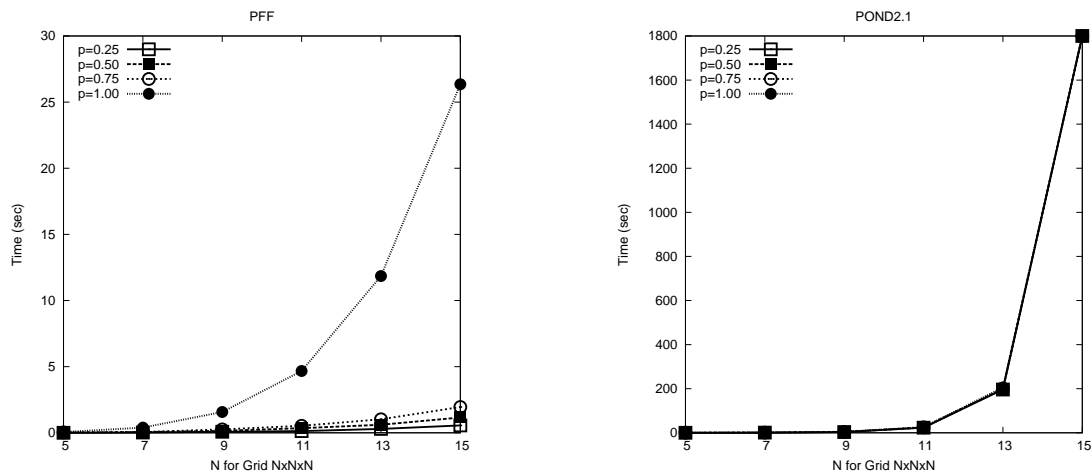 PFF
30
25
20
15
10
5
0
Time (sec)
p=0.25
p=0.50
p=0.75
p=1.00
5 7 9 11 13 15
N for Grid NxNxN
POND2.1
1800
1600
1400
1200
1000
800
600
400
200
0
Time (sec)
p=0.25
p=0.50
p=0.75
p=1.00
5 7 9 11 13 15
N for Grid NxNxN